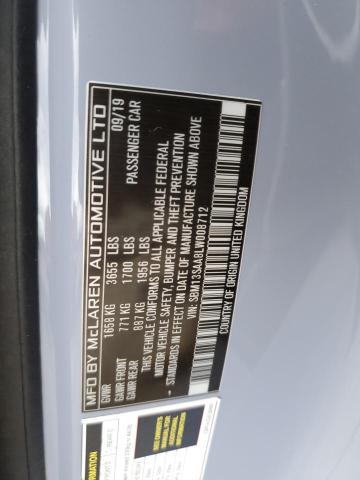 MFD BY McLAREN AUTOMOTIVE LTD
09/19
GVWR 1658 KG 3655 LBS PASSENGER CAR
GAWR FRONT 771 KG 1700 LBS
GAWR REAR 887 KG 1956 LBS
THIS VEHICLE CONFORMS TO ALL APPLICABLE FEDERAL
MOTOR VEHICLE SAFETY, BUMPER AND THEFT PREVENTION
STANDARDS IN EFFECT ON DATE OF MANUFACTURE SHOWN ABOVE
VIN: SBM13SAA8LW008712
COUNTRY OF ORIGIN UNITED KINGDOM
INFORMATION